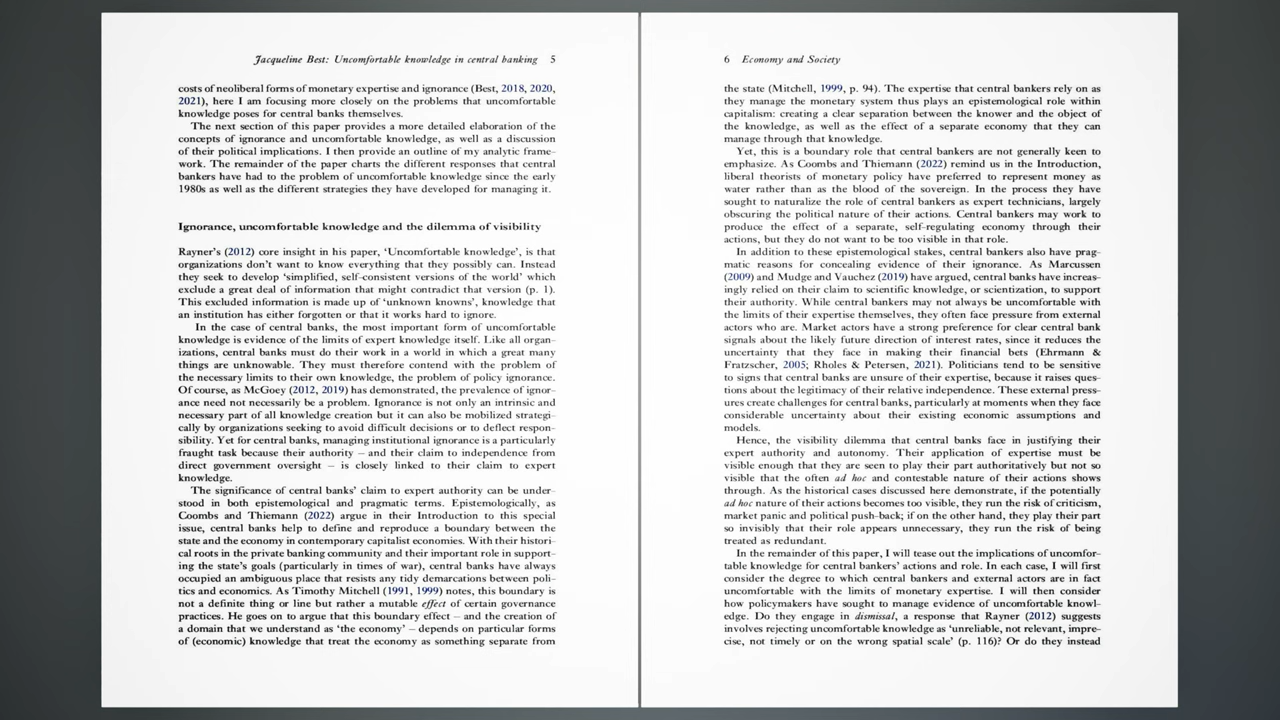 Jacqueline Best: Uncomfortable knowledge in central banking 5
costs of neoliberal forms of monetary expertise and ignorance (Best, 2018, 2020,
2021), here I am focusing more closely on the problems that uncomfortable
knowledge poses for central banks themselves.
The next section of this paper provides a more detailed elaboration of the
concepts of ignorance and uncomfortable knowledge, as well as a discussion
of their political implications. I then provide an outline of my analytic frame-
work. The remainder of the paper charts the different responses that central
bankers have had to the problem of uncomfortable knowledge since the early
1980s as well as the different strategies they have developed for managing it.
Ignorance, uncomfortable knowledge and the dilemma of visibility
Rayner's (2012) core insight in his paper, 'Uncomfortable knowledge', is that
organizations don't want to know everything that they possibly can. Instead
they seek to develop 'simplified, self-consistent versions of the world' which
exclude a great deal of information that might contradict that version (p. 1).
This excluded information is made up of 'unknown knowns', knowledge that
an institution has either forgotten or that it works hard to ignore.
In the case of central banks, the most important form of uncomfortable
knowledge is evidence of the limits of expert knowledge itself. Like all organ-
izations, central banks must do their work in a world in which a great many
things are unknowable. They must therefore contend with the problem of
the necessary limits to their own knowledge, the problem of policy ignorance.
Of course, as McGoey (2012, 2019) has demonstrated, the prevalence of ignor-
ance need not necessarily be a problem. Ignorance is not only an intrinsic and
necessary part of all knowledge creation but it can also be mobilized strategi-
cally by organizations seeking to avoid difficult decisions or to deflect respon-
sibility. Yet for central banks, managing institutional ignorance is a particularly
fraught task because their authority – and their claim to independence from
direct government oversight – is closely linked to their claim to expert
knowledge.
The significance of central banks' claim to expert authority can be under-
stood in both epistemological and pragmatic terms. Epistemologically, as
Coombs and Thiemann (2022) argue in their Introduction to this special
issue, central banks help to define and reproduce a boundary between the
state and the economy in contemporary capitalist economies. With their histori-
cal roots in the private banking community and their important role in support-
ing the state's goals (particularly in times of war), central banks have always
occupied an ambiguous place that resists any tidy demarcations between poli-
tics and economics. As Timothy Mitchell (1991, 1999) notes, this boundary is
not a definite thing or line but rather a mutable effect of certain governance
practices. He goes on to argue that this boundary effect – and the creation of
a domain that we understand as 'the economy' – depends on particular forms
of (economic) knowledge that treat the economy as something separate from
6 Economy and Society
the state (Mitchell, 1999, p. 94). The expertise that central bankers rely on as
they manage the monetary system thus plays an epistemological role within
capitalism: creating a clear separation between the knower and the object of
the knowledge, as well as the effect of a separate economy that they can
manage through that knowledge.
Yet, this is a boundary role that central bankers are not generally keen to
emphasize. As Coombs and Thiemann (2022) remind us in the Introduction,
liberal theorists of monetary policy have preferred to represent money as
water rather than as the blood of the sovereign. In the process they have
sought to naturalize the role of central bankers as expert technicians, largely
obscuring the political nature of their actions. Central bankers may work to
produce the effect of a separate, self-regulating economy through their
actions, but they do not want to be too visible in that role.
In addition to these epistemological stakes, central bankers also have prag-
matic reasons for concealing evidence of their ignorance. As Marcussen
(2009) and Mudge and Vauchez (2019) have argued, central banks have increas-
ingly relied on their claim to scientific knowledge, or scientization, to support
their authority. While central bankers may not always be uncomfortable with
the limits of their expertise themselves, they often face pressure from external
actors who are. Market actors have a strong preference for clear central bank
signals about the likely future direction of interest rates, since it reduces the
uncertainty that they face in making their financial bets (Ehrmann &
Fratzscher, 2005; Rholes & Petersen, 2021). Politicians tend to be sensitive
to signs that central banks are unsure of their expertise, because it raises ques-
tions about the legitimacy of their relative independence. These external press-
ures create challenges for central banks, particularly at moments when they face
considerable uncertainty about their existing economic assumptions and
models.
Hence, the visibility dilemma that central banks face in justifying their
expert authority and autonomy. Their application of expertise must be
visible enough that they are seen to play their part authoritatively but not so
visible that the often ad hoc and contestable nature of their actions shows
through. As the historical cases discussed here demonstrate, if the potentially
ad hoc nature of their actions becomes too visible, they run the risk of criticism,
market panic and political push-back; if on the other hand, they play their part
so invisibly that their role appears unnecessary, they run the risk of being
treated as redundant.
In the remainder of this paper, I will tease out the implications of uncomfor-
table knowledge for central bankers' actions and role. In each case, I will first
consider the degree to which central bankers and external actors are in fact
uncomfortable with the limits of monetary expertise. I will then consider
how policymakers have sought to manage evidence of uncomfortable knowl-
edge. Do they engage in dismissal, a response that Rayner (2012) suggests
involves rejecting uncomfortable knowledge as 'unreliable, not relevant, impre-
cise, not timely or on the wrong spatial scale' (p. 116)? Or do they instead